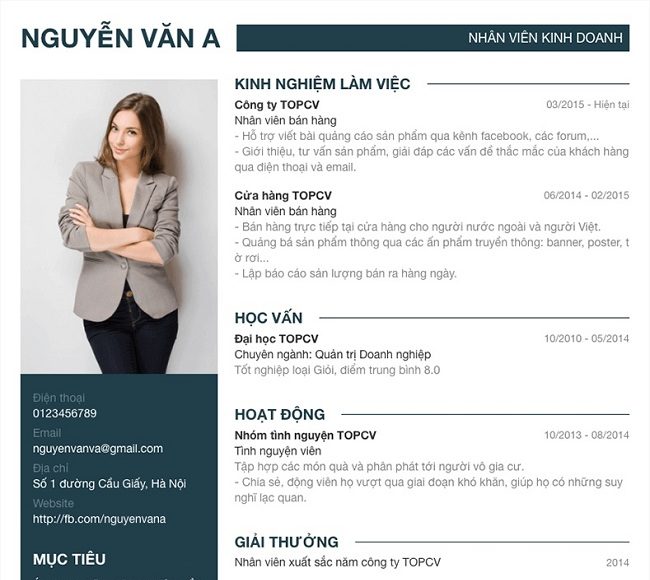 NGUYỄN VĂN A
NHÂN VIÊN KINH DOANH
Điện thoại
0123456789
Email
nguyenvanva@gmail.com
Địa chỉ
Số 1 đường Cầu Giấy, Hà Nội
Website
http://fb.com/nguyenvana
MỤC TIÊU
KINH NGHIỆM LÀM VIỆC
Công ty TOPCV 03/2015 - Hiện tại
Nhân viên bán hàng
- Hỗ trợ viết bài quảng cáo sản phẩm qua kênh facebook, các forum,...
- Giới thiệu, tư vấn sản phẩm, giải đáp các vấn đề thắc mắc của khách hàng
qua điện thoại và email.
Cửa hàng TOPCV 06/2014 - 02/2015
Nhân viên bán hàng
- Bán hàng trực tiếp tại cửa hàng cho người nước ngoài và người Việt.
- Quảng bá sản phẩm thông qua các ấn phẩm truyền thông: banner, poster, t
ờ rơi...
- Lập báo cáo sản lượng bán ra hàng ngày.
HỌC VẤN
Đại học TOPCV 10/2010 - 05/2014
Chuyên ngành: Quản trị Doanh nghiệp
Tốt nghiệp loại Giỏi, điểm trung bình 8.0
HOẠT ĐỘNG
Nhóm tình nguyện TOPCV 10/2013 - 08/2014
Tình nguyện viên
Tập hợp các món quà và phân phát tới người vô gia cư.
- Chia sẻ, động viên họ vượt qua giai đoạn khó khăn, giúp họ có những suy
nghĩ lạc quan.
GIẢI THƯỞNG
Nhân viên xuất sắc năm công ty TOPCV 2014